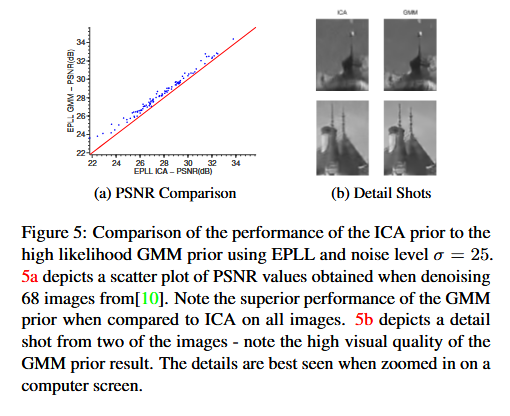 ICA
GMM
EPLL GMM – PSNR(dB)
34
32
30
28
26
24
22
22 24 26 28 30 32 34
EPLL ICA – PSNR(dB)
(a) PSNR Comparison
(b) Detail Shots
Figure 5: Comparison of the performance of the ICA prior to the
high likelihood GMM prior using EPLL and noise level σ = 25.
5a depicts a scatter plot of PSNR values obtained when denoising
68 images from[10]. Note the superior performance of the GMM
prior when compared to ICA on all images. 5b depicts a detail
shot from two of the images - note the high visual quality of the
GMM prior result. The details are best seen when zoomed in on a
computer screen.